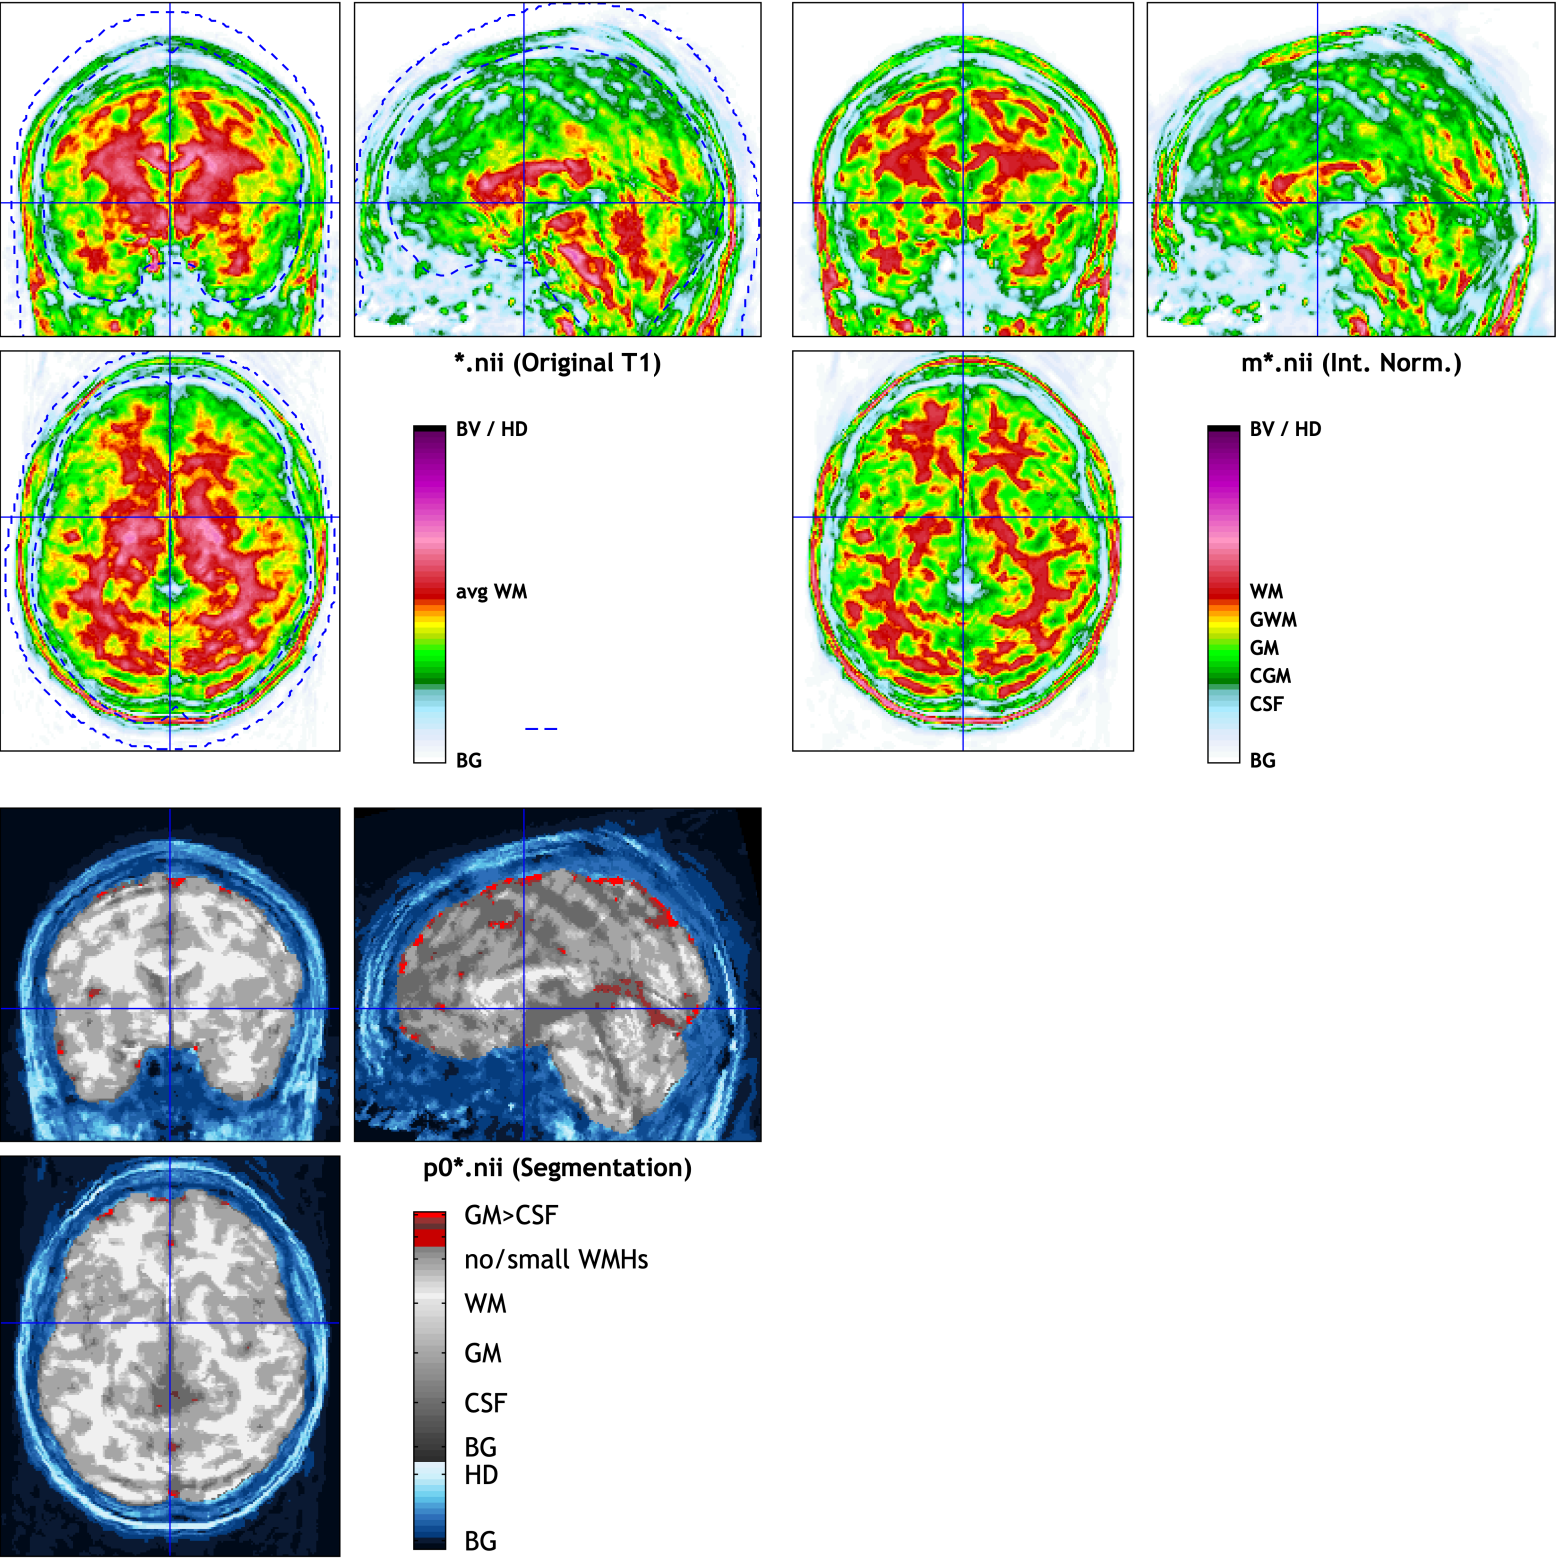 *.nii (Original T1)
BV / HD
avg WM
BG
m*.nii (Int. Norm.)
BV / HD
WM
GWM
GM
CGM
CSF
BG
p0*.nii (Segmentation)
GM>CSF
no/small WMHs
WM
GM
CSF
BG
HD
BG